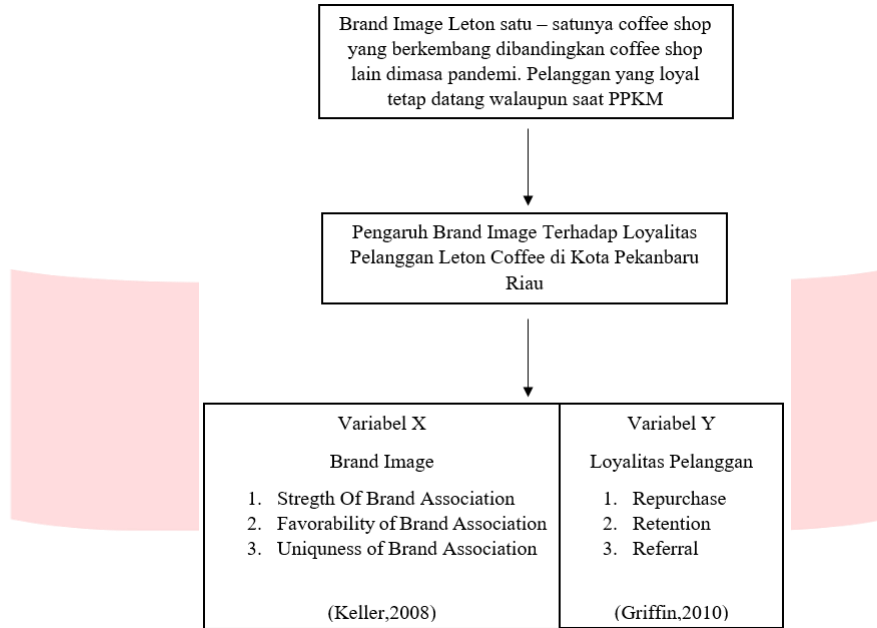 Brand Image Leton satu – satunya coffee shop
yang berkembang dibandingkan coffee shop
lain dimasa pandemi. Pelanggan yang loyal
tetap datang walaupun saat PPKM
Pengaruh Brand Image Terhadap Loyalitas
Pelanggan Leton Coffee di Kota Pekanbaru
Riau
Variabel X
Brand Image
1. Stregth Of Brand Association
2. Favorability of Brand Association
3. Uniquness of Brand Association
(Keller,2008)
Variabel Y
Loyalitas Pelanggan
1. Repurchase
2. Retention
3. Referral
(Griffin,2010)